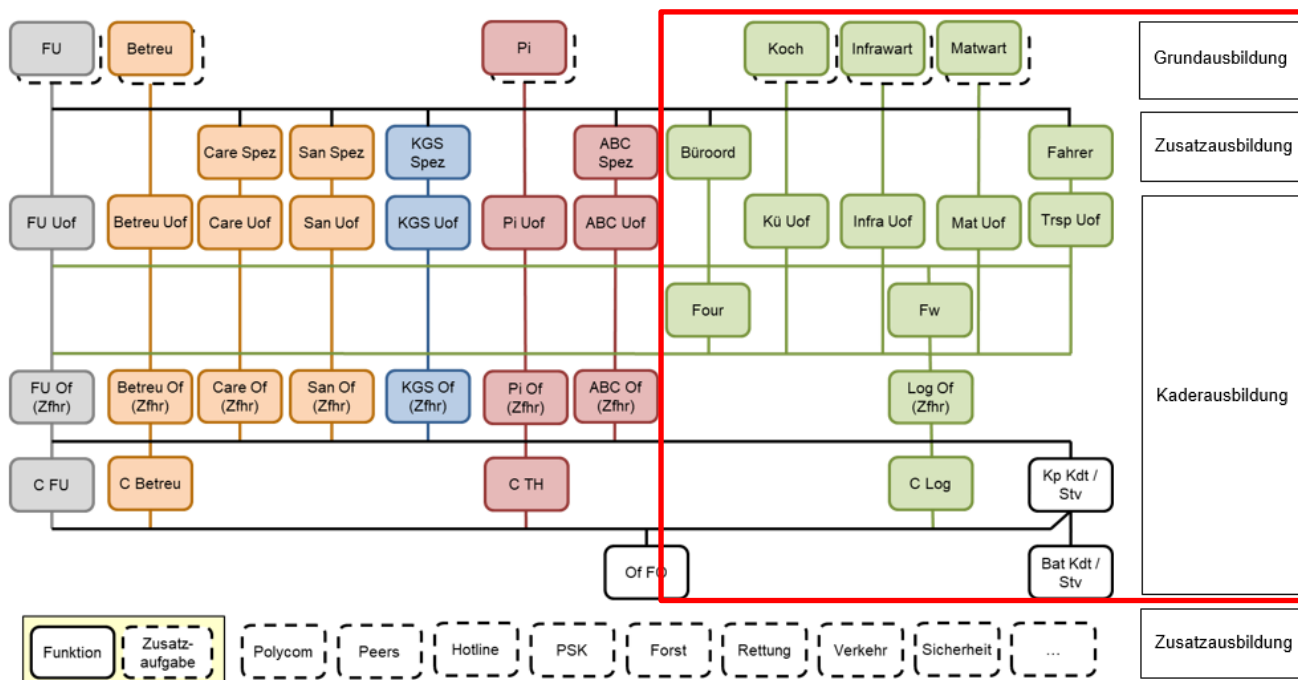 FU
Betreu
Pi
Koch
Infrawart
Matwart
Grundausbildung
Care Spez
San Spez
KGS
Spez
ABC
Spez
Büroord
Fahrer
Zusatzausbildung
FU Uof
Betreu Uof
Care Uof
San Uof
KGS Uof
Pi Uof
ABC Uof
Kü Uof
Infra Uof
Mat Uof
Trsp Uof
Four
Fw
FU Of
(Zfhr)
Betreu Of
(Zfhr)
Care Of
(Zfhr)
San Of
(Zfhr)
KGS Of
(Zfhr)
Pi Of
(Zfhr)
ABC Of
(Zfhr)
Log Of
(Zfhr)
Kaderausbildung
C FU
C Betreu
C TH
C Log
Kp Kdt /
Stv
Of FO
Bat Kdt /
Stv
Funktion
Zusatz-
aufgabe
Polycom
Peers
Hotline
PSK
Forst
Rettung
Verkehr
Sicherheit
...
Zusatzausbildung